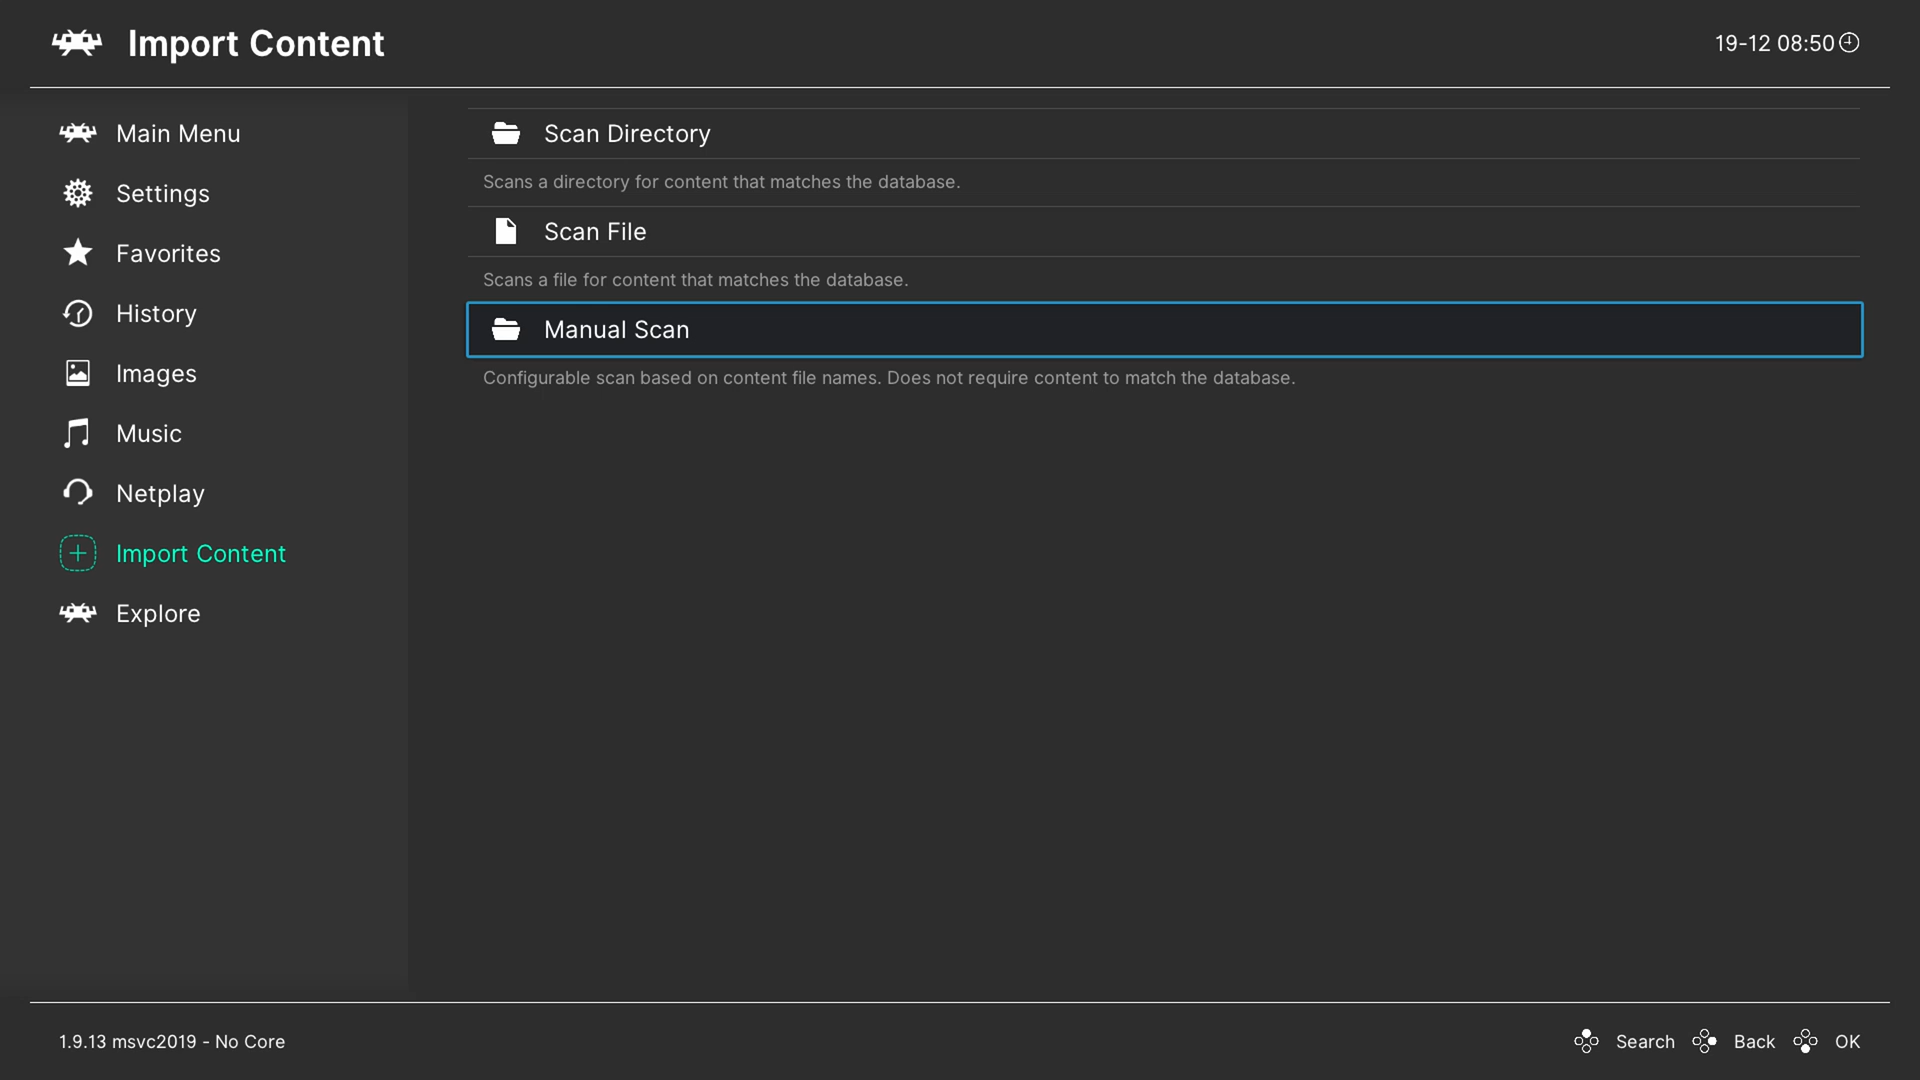 Import Content
19-12 08:50
Main Menu
Settings
Favorites
History
Images
Music
Netplay
Import Content
Explore
Scan Directory
Scans a directory for content that matches the database.
Scan File
Scans a file for content that matches the database.
Manual Scan
Configurable scan based on content file names. Does not require content to match the database.
1.9.13 msvc2019 - No Core
Search Back OK